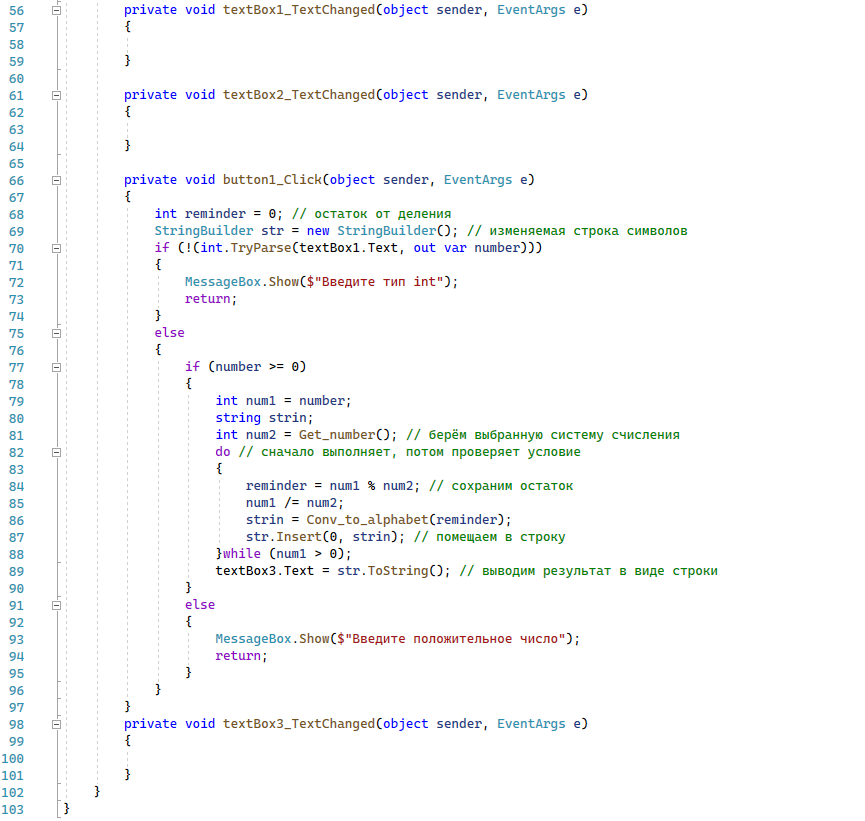 56 private void textBox1_TextChanged(object sender, EventArgs e)
57 {
58
59 }
60
61 private void textBox2_TextChanged(object sender, EventArgs e)
62 {
63
64 }
65
66 private void button1_Click(object sender, EventArgs e)
67 {
68 int reminder = 0; // остаток от деления
69 StringBuilder str = new StringBuilder(); // изменяемая строка символов
70 if (!(int.TryParse(textBox1.Text, out var number)))
71 {
72 MessageBox.Show($"Введите тип int");
73 return;
74 }
75 else
76 {
77 if (number >= 0)
78 {
79 int num1 = number;
80 string strin;
81 int num2 = Get_number(); // берём выбранную систему счисления
82 do // сначало выполняет, потом проверяет условие
83 {
84 reminder = num1 % num2; // сохраним остаток
85 num1 /= num2;
86 strin = Conv_to_alphabet(reminder);
87 str.Insert(0, strin); // помещаем в строку
88 }while (num1 > 0);
89 textBox3.Text = str.ToString(); // выводим результат в виде строки
90 }
91 else
92 {
93 MessageBox.Show($"Введите положительное число");
94 return;
95 }
96 }
97 }
98 private void textBox3_TextChanged(object sender, EventArgs e)
99 {
100
101 }
102 }
103 }